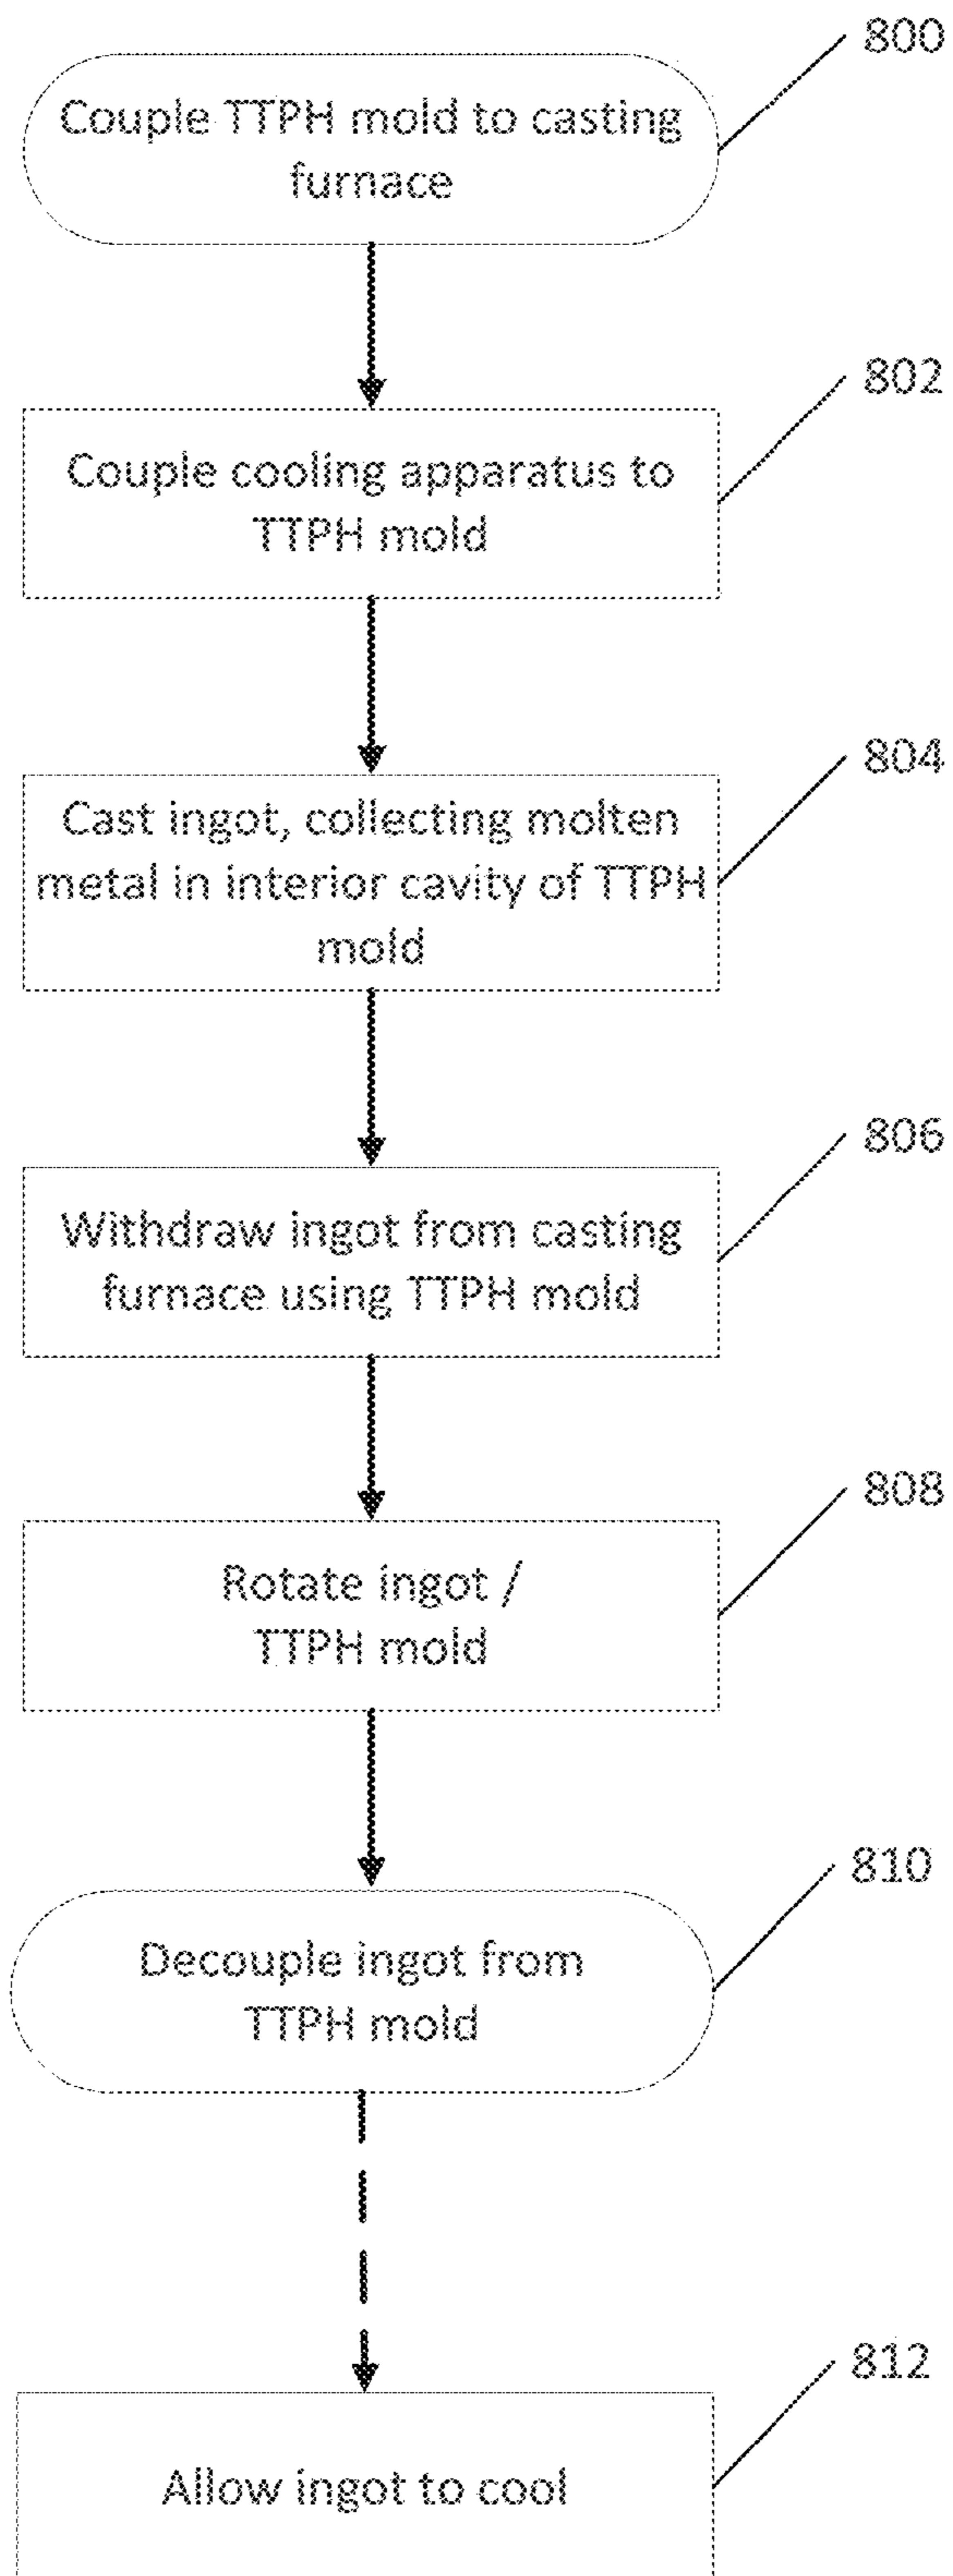 800
Couple TTPH mold to casting
furnace
802
Couple cooling apparatus to
TTPH mold
804
Cast ingot, collecting molten
metal in interior cavity of TTPH
mold
806
Withdraw ingot from casting
furnace using TTPH mold
808
Rotate ingot /
TTPH mold
810
Decouple ingot from
TTPH mold
812
Allow ingot to cool